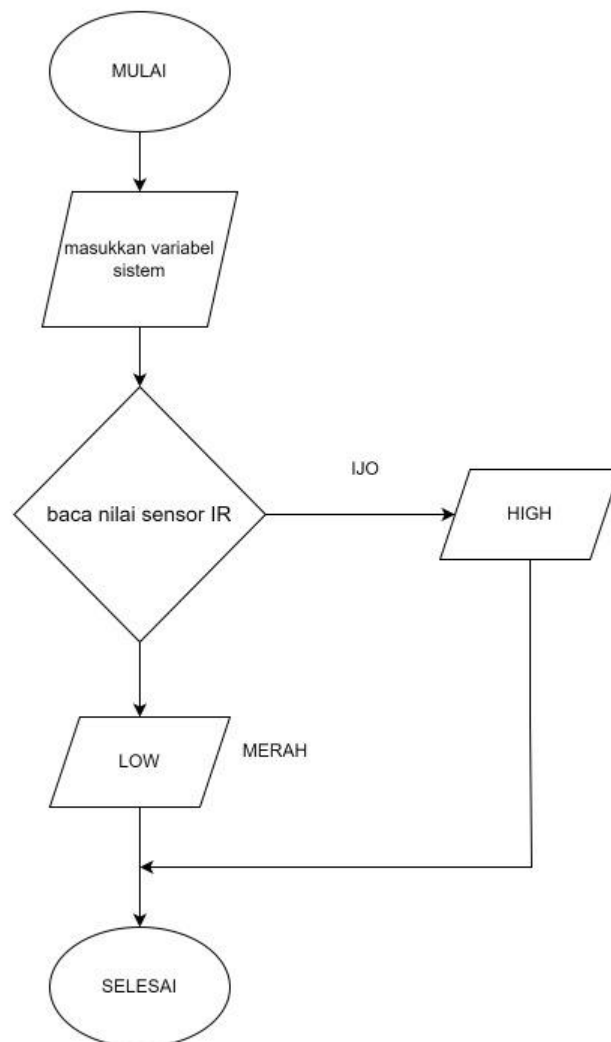 MULAI
masukkan variabel
sistem
baca nilai sensor IR
IJO
HIGH
LOW
MERAH
SELESAI